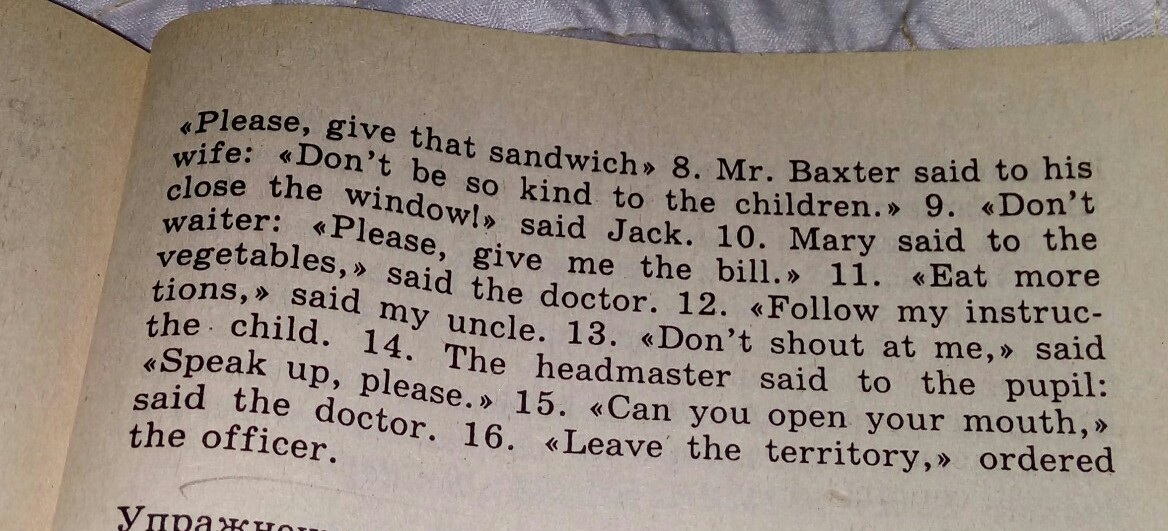 «Please, give that sandwich» 8. Mr. Baxter said to his
wife: «Don't be so kind to the children.» 9. «Don't
close the window!» said Jack. 10. Mary said to the
waiter: «Please, give me the bill.» 11. «Eat more
vegetables,» said the doctor. 12. «Follow my instruc-
tions,» said my uncle. 13. «Don't shout at me,» said
the child. 14. The headmaster said to the pupil:
«Speak up, please.» 15. «Can you open your mouth,»
said the doctor. 16. «Leave the territory,» ordered
the officer.